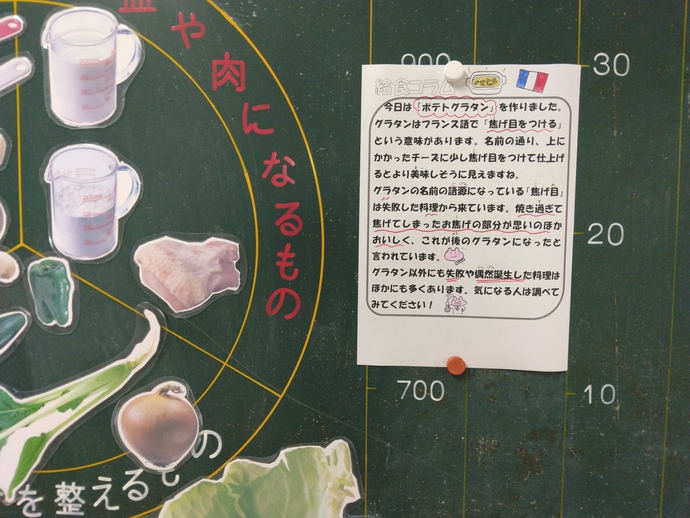 血や肉になるもの
を整えるもの
給食コラム
今日は「ポテトグラタン」を作りました。
グラタンはフランス語で「焦げ目をつける」
という意味があります。名前の通り、上に
かかったチーズに少し焦げ目をつけて仕上げ
るとより美味しそうに見えますね。
グラタンの名前の語源になっている「焦げ目」
は失敗した料理から来ています。焼き過ぎて
焦げてしまったお焦げの部分が思いのほか
おいしく、これが後のグラタンになったと
言われています。
グラタン以外にも失敗や偶然誕生した料理は
ほかにも多くあります。気になる人は調べて
みてください！
30
20
700
10